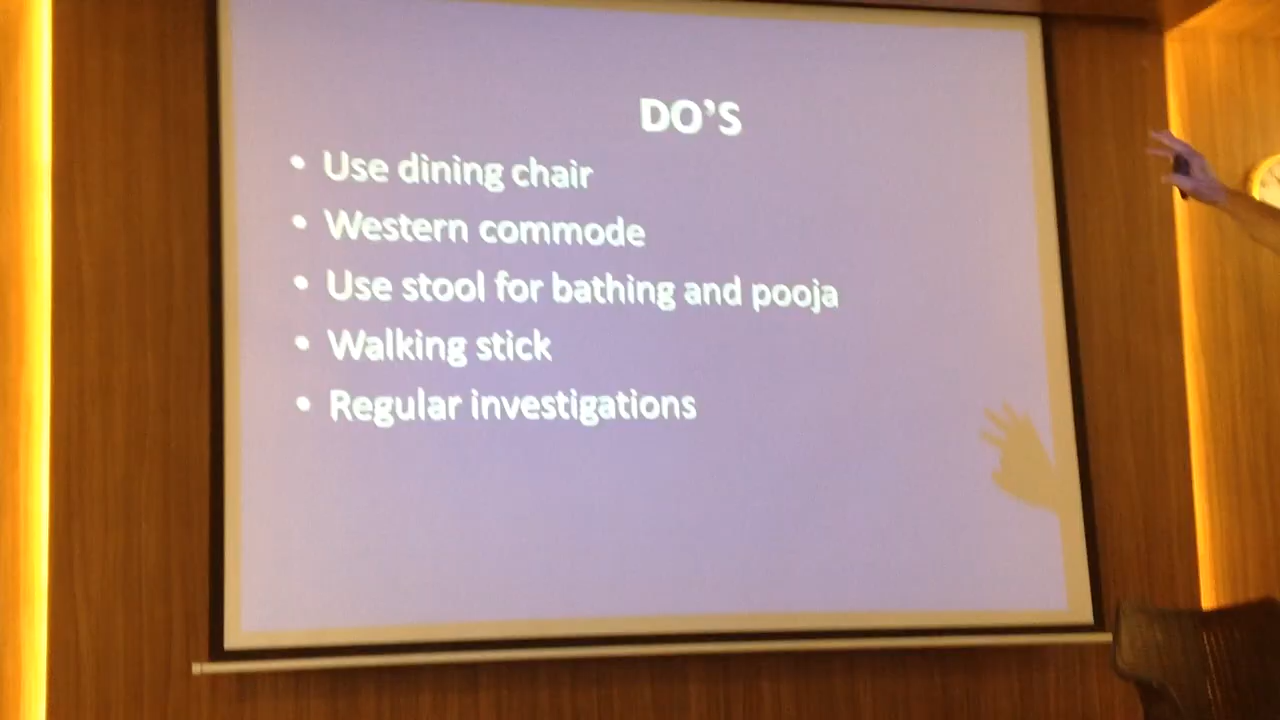 DO'S
• Use dining chair
• Western commode
• Use stool for bathing and pooja
• Walking stick
• Regular investigations